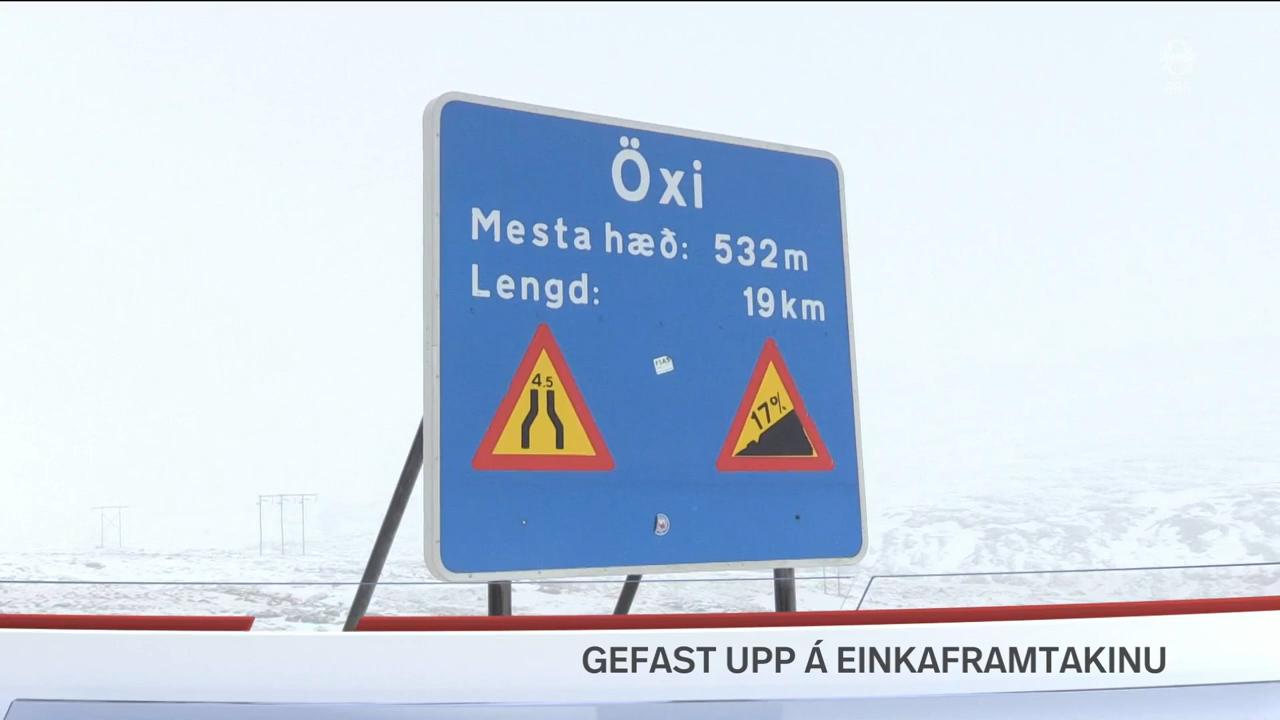 Öxi
Mesta hæð: 532m
Lengd: 19km
4.5
17%
GEFAST UPP Á EINKAFRAMTAKINU